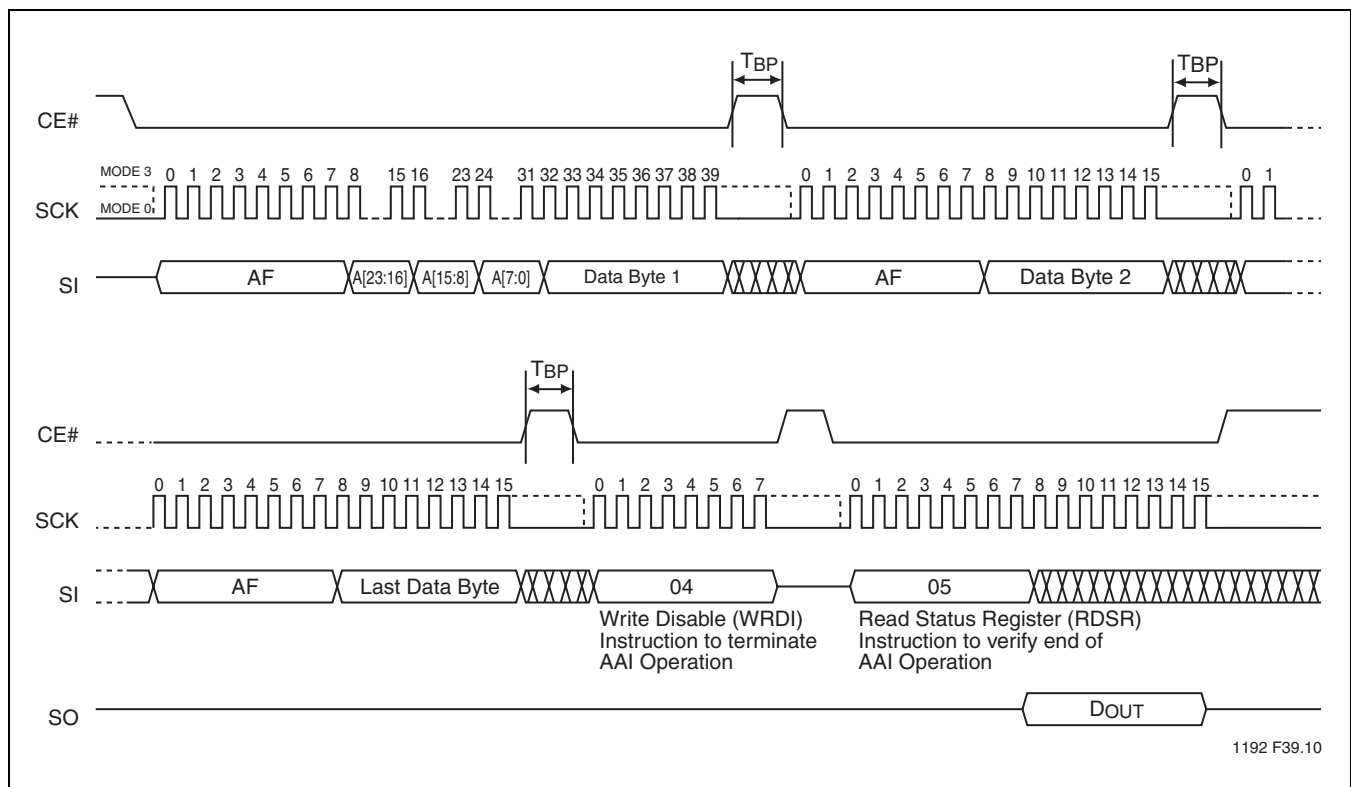 TBP TBP
CE#
MODE 3 0 1 2 3 4 5 6 7 8 15 16 23 24 31 32 33 34 35 36 37 38 39 0 1 2 3 4 5 6 7 8 9 10 11 12 13 14 15 0 1
SCK MODE 0
SI AF A[23:16] A[15:8] A[7:0] Data Byte 1 AF Data Byte 2
TBP
CE#
0 1 2 3 4 5 6 7 8 9 10 11 12 13 14 15 0 1 2 3 4 5 6 7 0 1 2 3 4 5 6 7 8 9 10 11 12 13 14 15
SCK
SI AF Last Data Byte 04 05
Write Disable (WRDI)
Instruction to terminate
AAI Operation
Read Status Register (RDSR)
Instruction to verify end of
AAI Operation
SO DOUT
1192 F39.10